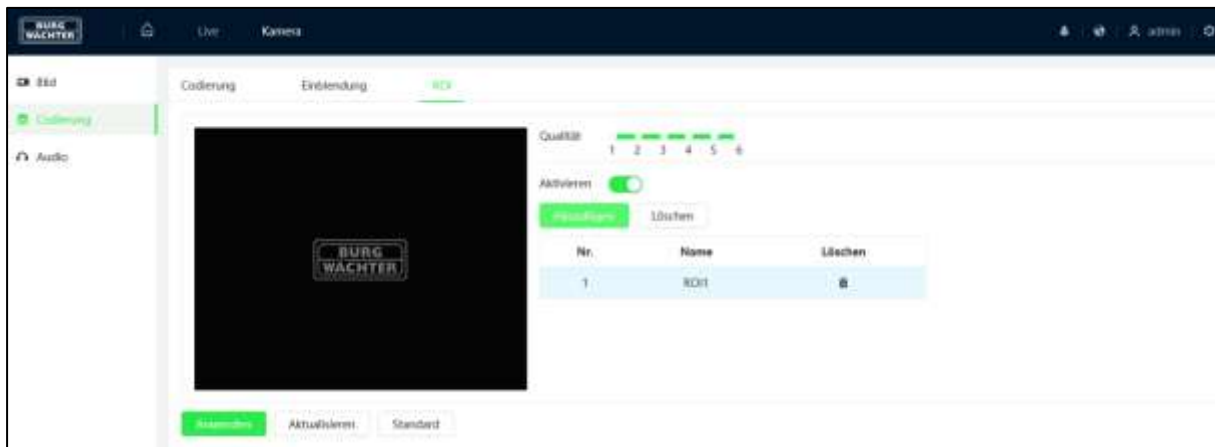 BURG
WÄCHTER
Live
Kamera
admin
Bild
Codierung
Audio
Codierung
Einblendung
ROI
Qualität
1 2 3 4 5 6
Aktivieren
Hinzufügen
Löschen
Nr.
Name
Löschen
1
ROI1
BURG
WÄCHTER
Anwenden
Aktualisieren
Standard